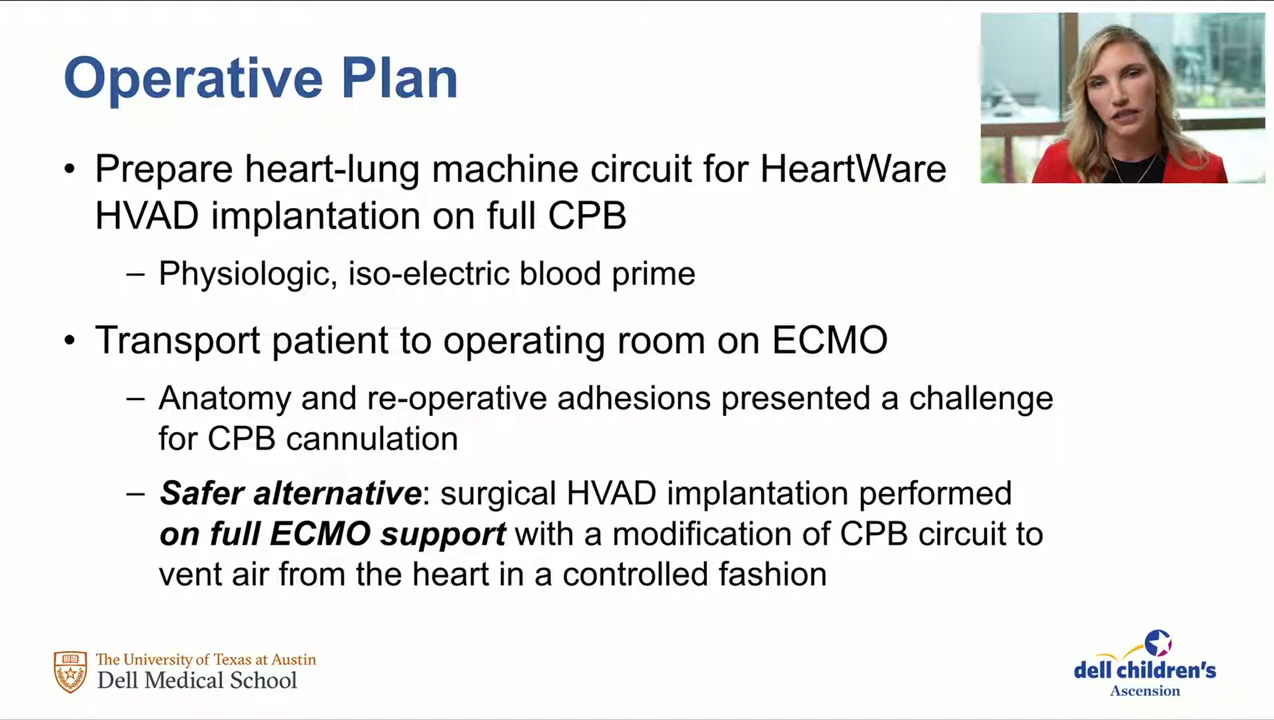 Operative Plan
• Prepare heart-lung machine circuit for HeartWare
HVAD implantation on full CPB
– Physiologic, iso-electric blood prime
• Transport patient to operating room on ECMO
– Anatomy and re-operative adhesions presented a challenge
for CPB cannulation
– Safer alternative: surgical HVAD implantation performed
on full ECMO support with a modification of CPB circuit to
vent air from the heart in a controlled fashion
The University of Texas at Austin
Dell Medical School
dell children's
Ascension